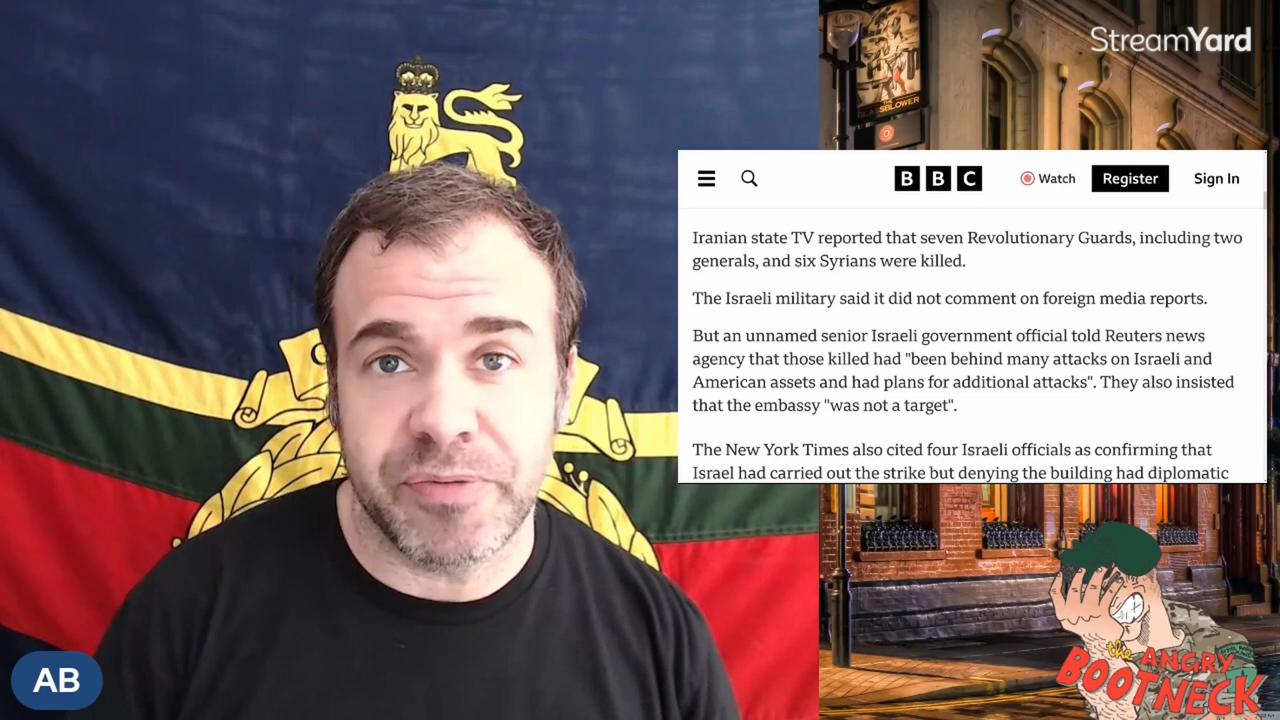 StreamYard
THE
SBLOWER
BBC
Watch
Register
Sign In
Iranian state TV reported that seven Revolutionary Guards, including two
generals, and six Syrians were killed.
The Israeli military said it did not comment on foreign media reports.
But an unnamed senior Israeli government official told Reuters news
agency that those killed had "been behind many attacks on Israeli and
American assets and had plans for additional attacks". They also insisted
that the embassy "was not a target".
The New York Times also cited four Israeli officials as confirming that
Israel had carried out the strike but denying the building had diplomatic
AB
the ANGRY
BOOTNECK